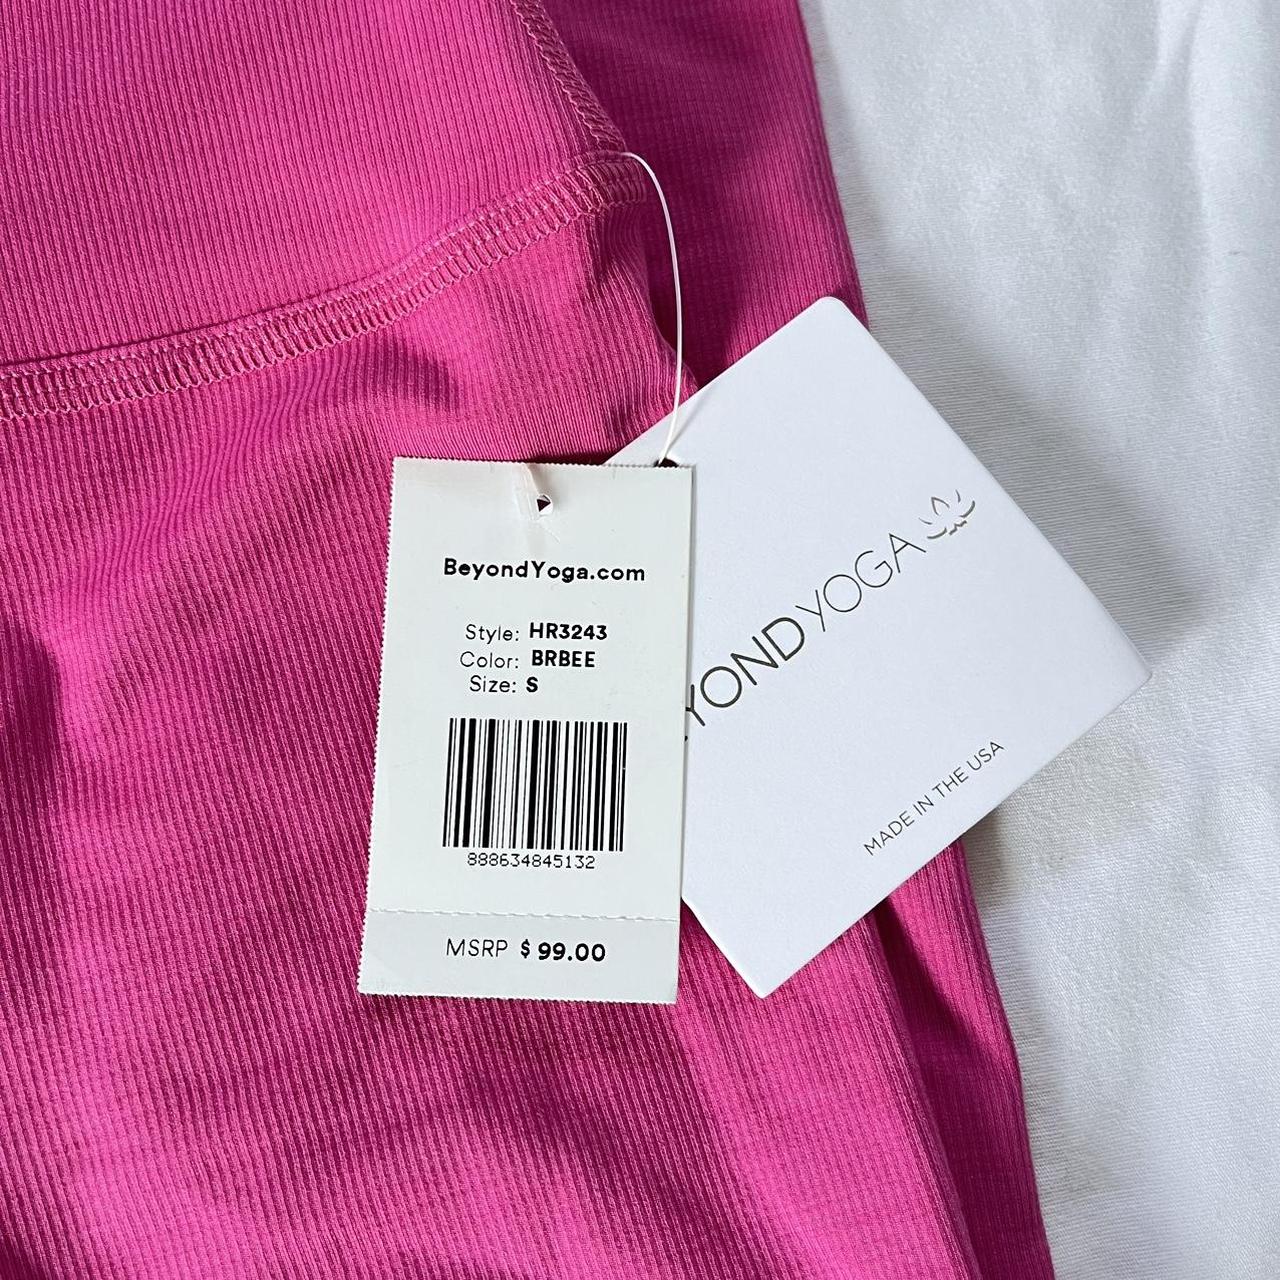 BeyondYoga.com
Style: HR3243
Color: BRBEE
Size: S
888634845132
MSRP $ 99.00
YOND YOGA
MADE IN THE USA